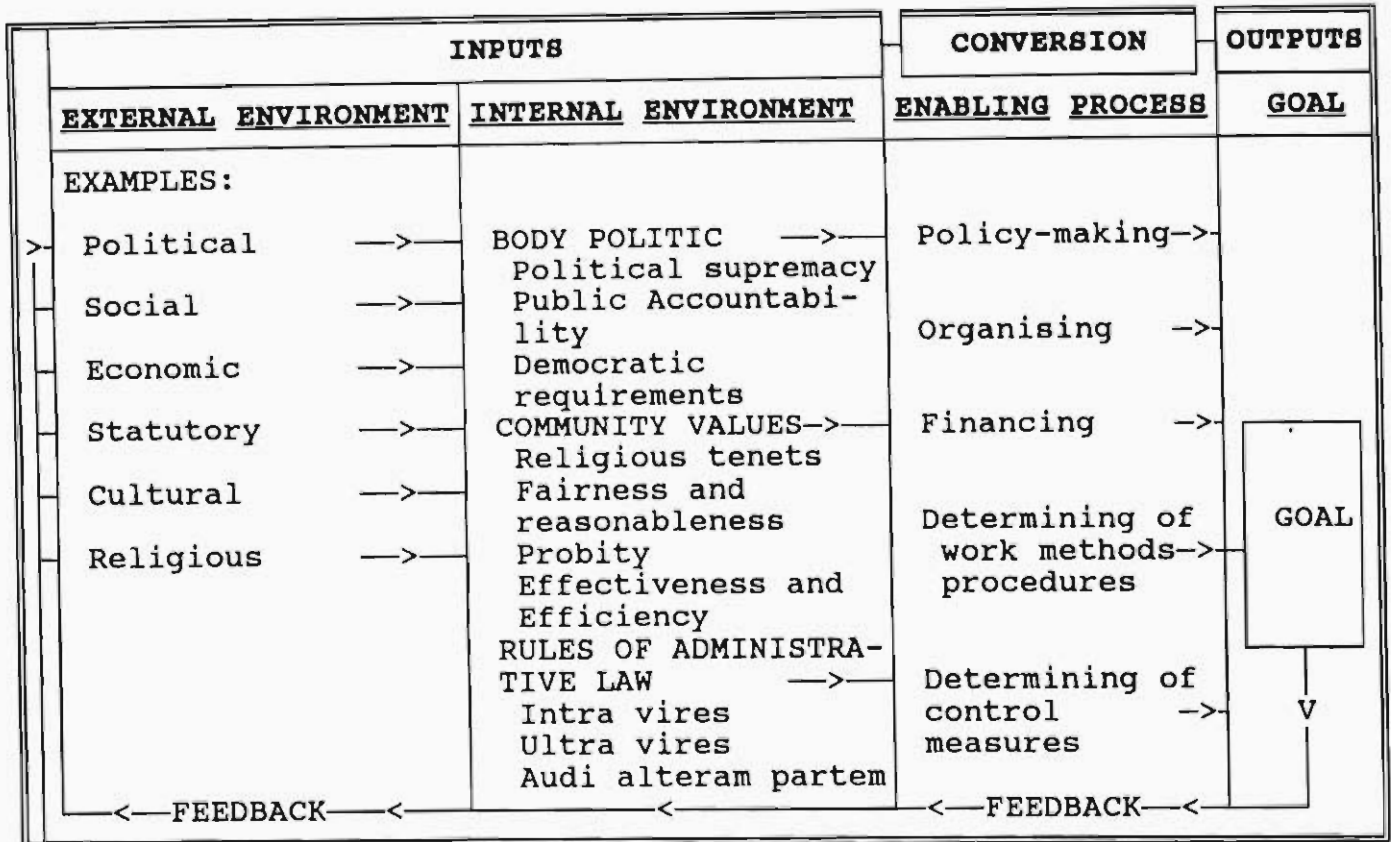 INPUTS
CONVERSION
OUTPUTS
EXTERNAL ENVIRONMENT
INTERNAL ENVIRONMENT
ENABLING PROCESS
GOAL
EXAMPLES:
Political
Social
Economic
Statutory
Cultural
Religious
BODY POLITIC
Political supremacy
Public Accountabi-
lity
Democratic
requirements
COMMUNITY VALUES
Religious tenets
Fairness and
reasonableness
Probity
Effectiveness and
Efficiency
RULES OF ADMINISTRA-
TIVE LAW
Intra vires
Ultra vires
Audi alteram partem
Policy-making
Organising
Financing
Determining of
work methods
procedures
Determining of
control
measures
GOAL
V
FEEDBACK
FEEDBACK